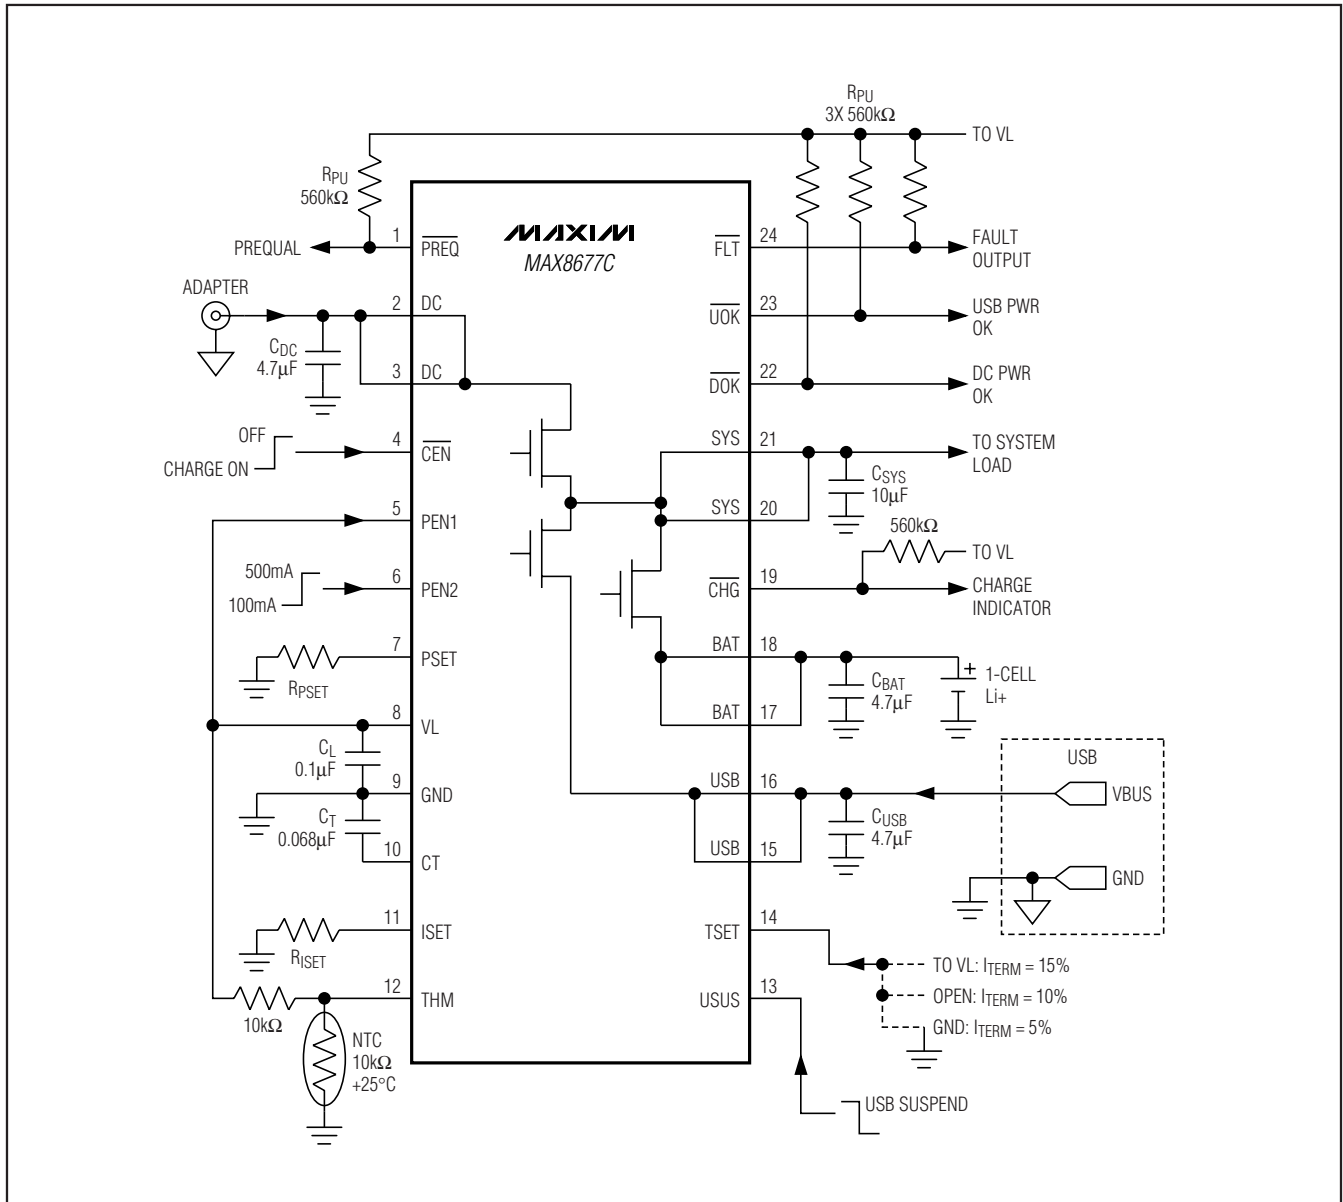 RPU
3X 560kΩ
TO VL
RPU
560kΩ
MAXIM
MAX8677C
PREQUAL
1
PREQ
FLT
24
FAULT
OUTPUT
ADAPTER
2
DC
UOK
23
USB PWR
OK
CDC
4.7µF
3
DC
DOK
22
DC PWR
OK
OFF
CHARGE ON
4
CEN
SYS
21
TO SYSTEM
LOAD
CSYS
10µF
5
PEN1
SYS
20
560kΩ
TO VL
500mA
100mA
6
PEN2
CHG
19
CHARGE
INDICATOR
7
PSET
RPSET
BAT
18
CBAT
4.7µF
+
1-CELL
Li+
8
VL
BAT
17
CL
0.1µF
USB
9
GND
USB
16
VBUS
CUSB
4.7µF
CT
0.068µF
10
CT
USB
15
GND
11
ISET
RISET
TSET
14
TO VL: ITERM = 15%
OPEN: ITERM = 10%
GND: ITERM = 5%
12
THM
USUS
13
10kΩ
NTC
10kΩ
+25°C
USB SUSPEND